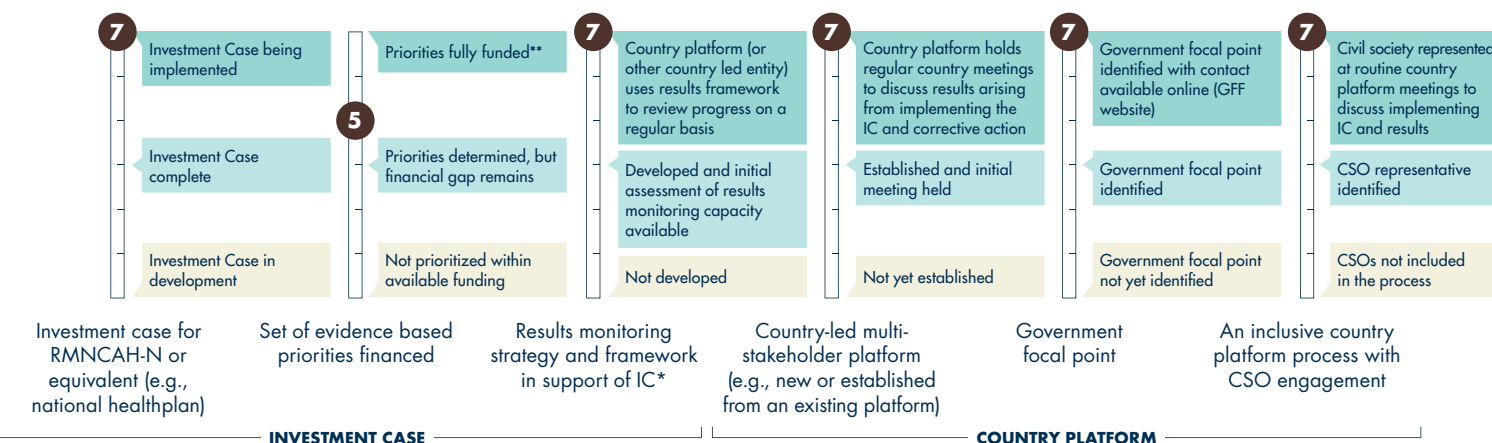 7
Investment Case being
implemented
Investment Case
complete
Investment Case in
development
Investment case for
RMNCAH-N or
equivalent (e.g.,
national healthplan)
Priorities fully funded**
5
Priorities determined, but
financial gap remains
Not prioritized within
available funding
Set of evidence based
priorities financed
7
Country platform (or
other country led entity)
uses results framework
to review progress on a
regular basis
Developed and initial
assessment of results
monitoring capacity
available
Not developed
Results monitoring
strategy and framework
in support of IC*
7
Country platform holds
regular country meetings
to discuss results arising
from implementing the
IC and corrective action
Established and initial
meeting held
Not yet established
Country-led multi-
stakeholder platform
(e.g., new or established
from an existing platform)
7
Government focal point
identified with contact
available online (GFF
website)
Government focal point
identified
Government focal point
not yet identified
Government
focal point
7
Civil society represented
at routine country
platform meetings to
discuss implementing
IC and results
CSO representative
identified
CSOs not included
in the process
An inclusive country
platform process with
CSO engagement
INVESTMENT CASE
COUNTRY PLATFORM